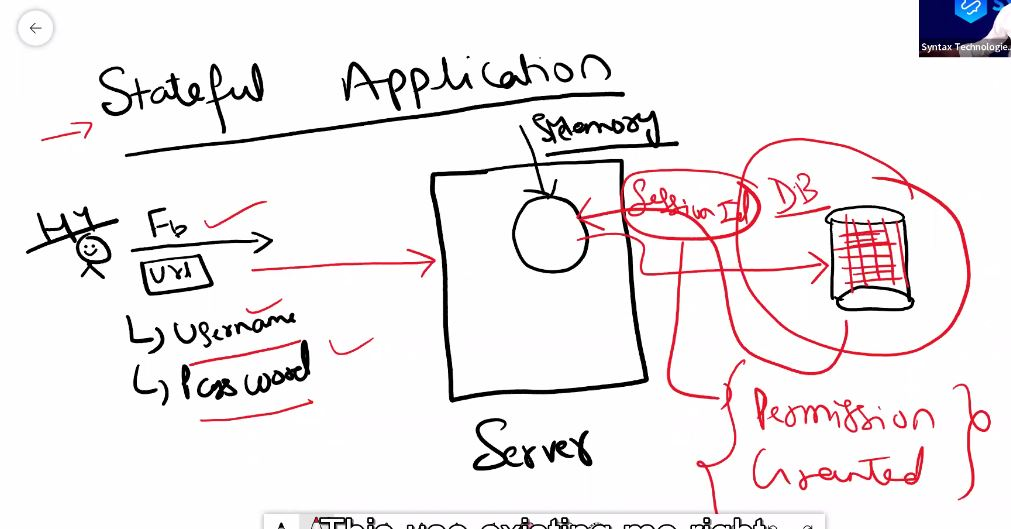 Syntax Technologie...
Stateful Application
Memory
Session Id
DB
Fb
URL
Username
Password
Server
Permission
Granted